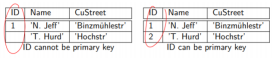 ID Name CuStreet
1 'N. Jeff' 'Binzmühlestr'
1 'T. Hurd' 'Hochstr'
ID cannot be primary key
ID Name CuStreet
1 'N. Jeff' 'Binzmühlestr'
2 'T. Hurd' 'Hochstr'
ID can be primary key